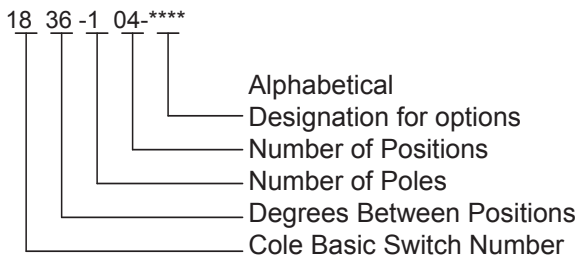 18 36 -1 04-****
Alphabetical
Designation for options
Number of Positions
Number of Poles
Degrees Between Positions
Cole Basic Switch Number